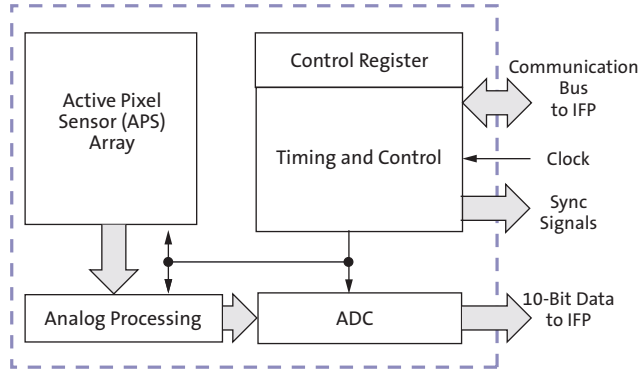 Active Pixel
Sensor (APS)
Array
Control Register
Timing and Control
Communication
Bus
to IFP
Clock
Sync
Signals
Analog Processing
ADC
10-Bit Data
to IFP